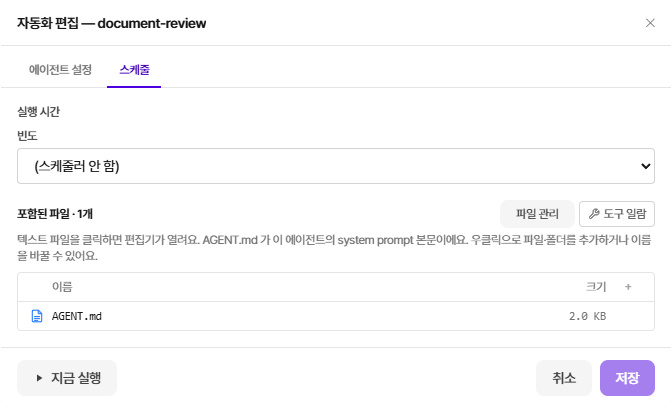 자동화 편집 — document-review
에이전트 설정
스케줄
실행 시간
빈도
(스케줄러 안 함)
포함된 파일 · 1개
파일 관리
도구 일람
텍스트 파일을 클릭하면 편집기가 열려요. AGENT.md 가 이 에이전트의 system prompt 본문이에요. 우클릭으로 파일·폴더를 추가하거나 이름
을 바꿀 수 있어요.
이름 크기 +
AGENT.md 2.0 KB
지금 실행
취소
저장